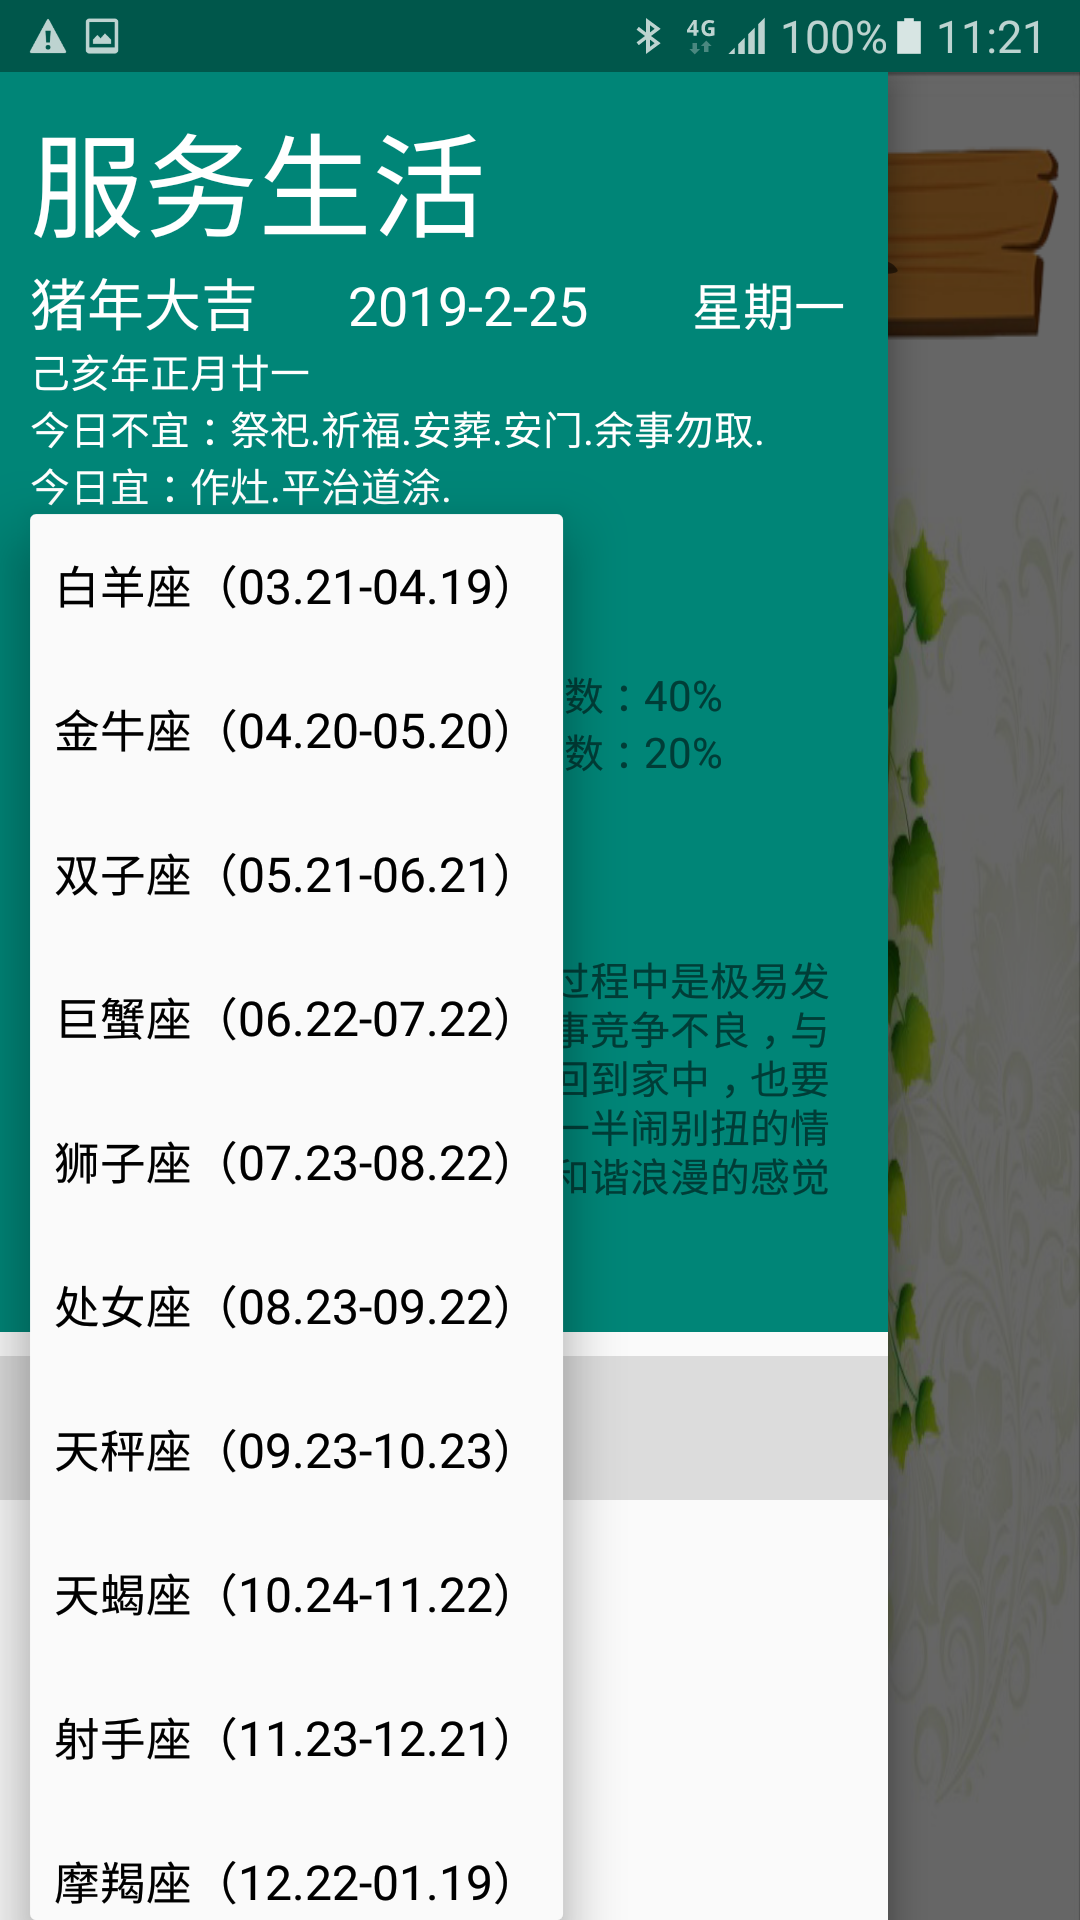 4G 100% 11:21
服务生活
猪年大吉 2019-2-25 星期一
己亥年正月廿一
今日不宜：祭祀.祈福.安葬.安门.余事勿取.
今日宜：作灶.平治道涂.
白羊座（03.21-04.19）
数：40%
金牛座（04.20-05.20）
数：20%
双子座（05.21-06.21）
过程中是极易发
巨蟹座（06.22-07.22）
事竞争不良，与
回到家中，也要
一半闹别扭的情
狮子座（07.23-08.22）
和谐浪漫的感觉
处女座（08.23-09.22）
天秤座（09.23-10.23）
天蝎座（10.24-11.22）
射手座（11.23-12.21）
摩羯座（12.22-01.19）